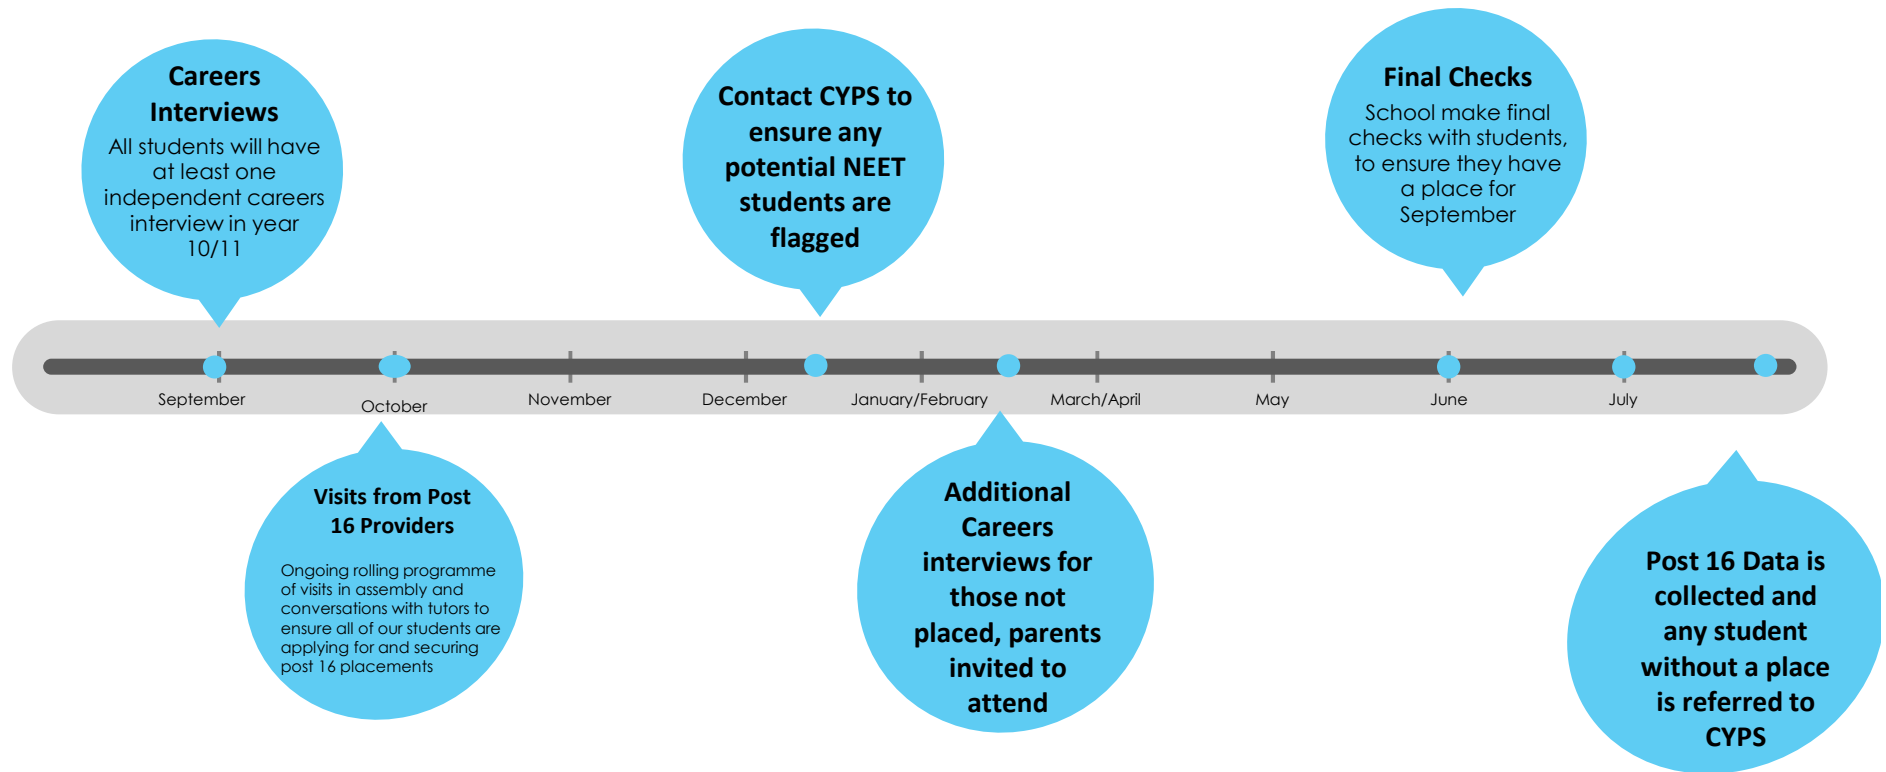 Careers
Interviews
All students will have
at least one
independent careers
interview in year
10/11
Contact CYPS to
ensure any
potential NEET
students are
flagged
Final Checks
School make final
checks with students,
to ensure they have
a place for
September
September
October
November
December
January/February
March/April
May
June
July
Visits from Post
16 Providers
Ongoing rolling programme
of visits in assembly and
conversations with tutors to
ensure all of our students are
applying for and securing
post 16 placements
Additional
Careers
interviews for
those not
placed, parents
invited to
attend
Post 16 Data is
collected and
any student
without a place
is referred to
CYPS